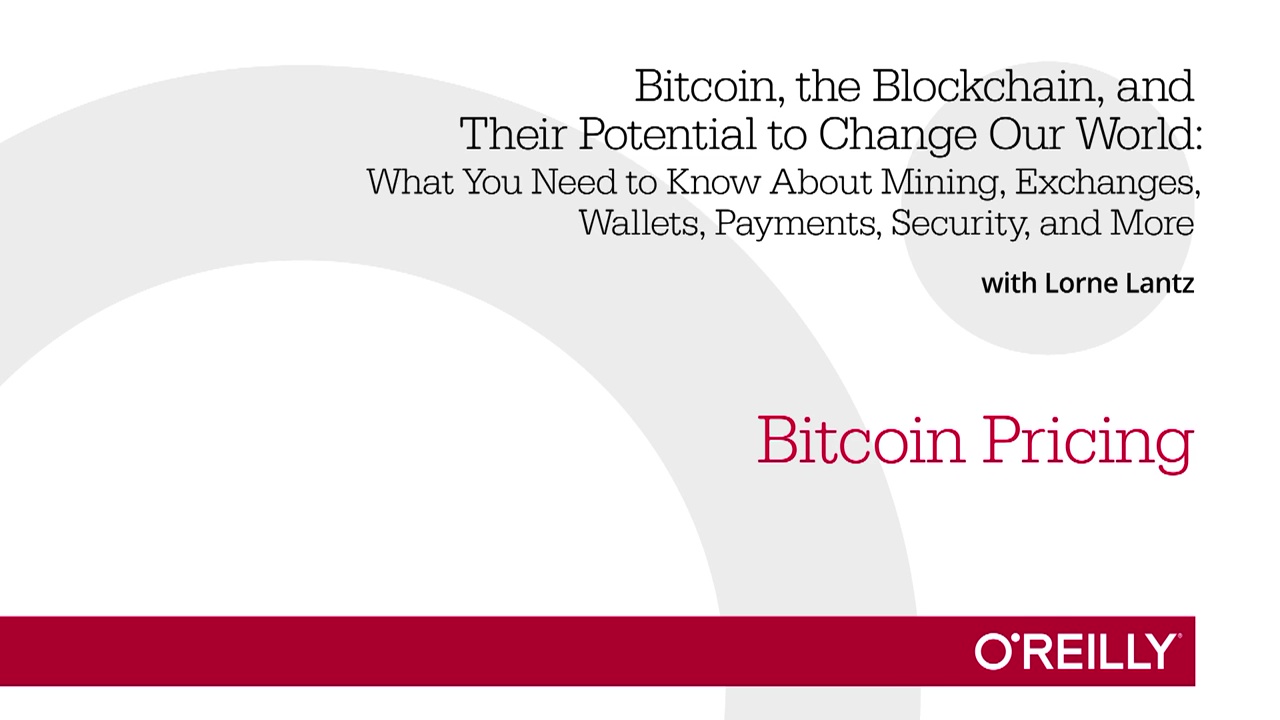 Bitcoin, the Blockchain, and
Their Potential to Change Our World:
What You Need to Know About Mining, Exchanges,
Wallets, Payments, Security, and More
with Lorne Lantz
Bitcoin Pricing
O'REILLY®